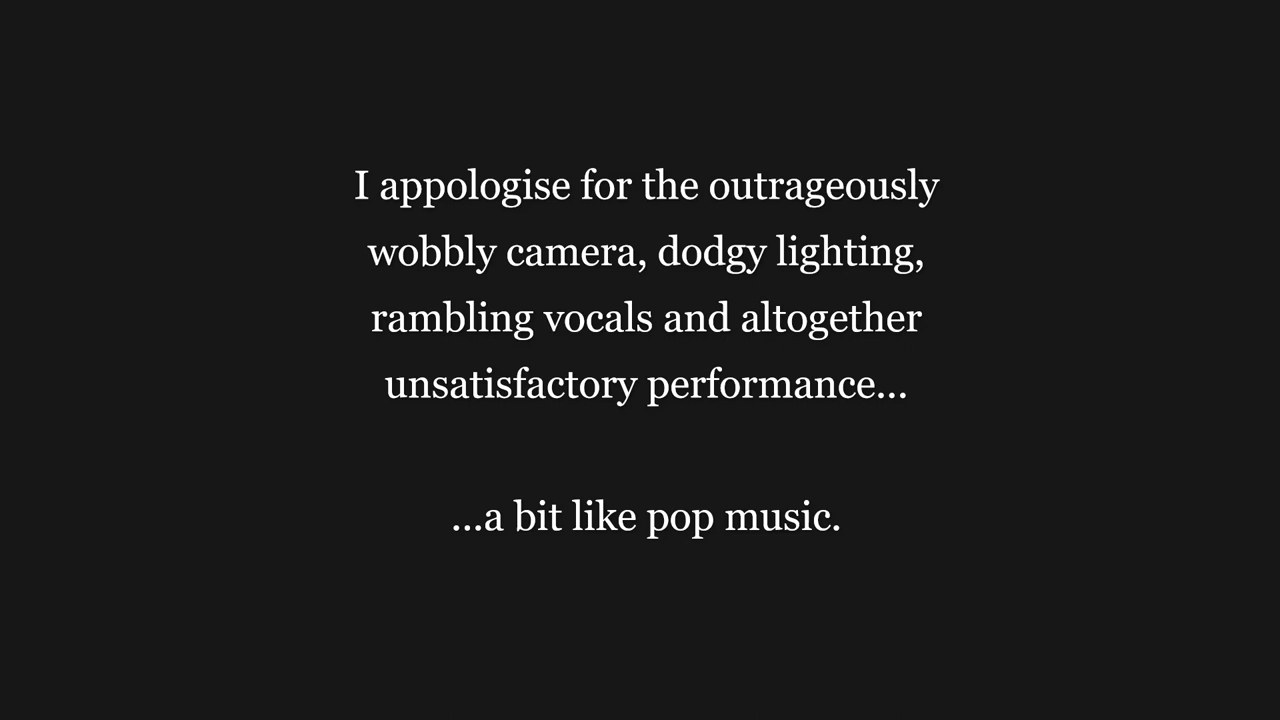 I appologise for the outrageously
wobbly camera, dodgy lighting,
rambling vocals and altogether
unsatisfactory performance...
...a bit like pop music.